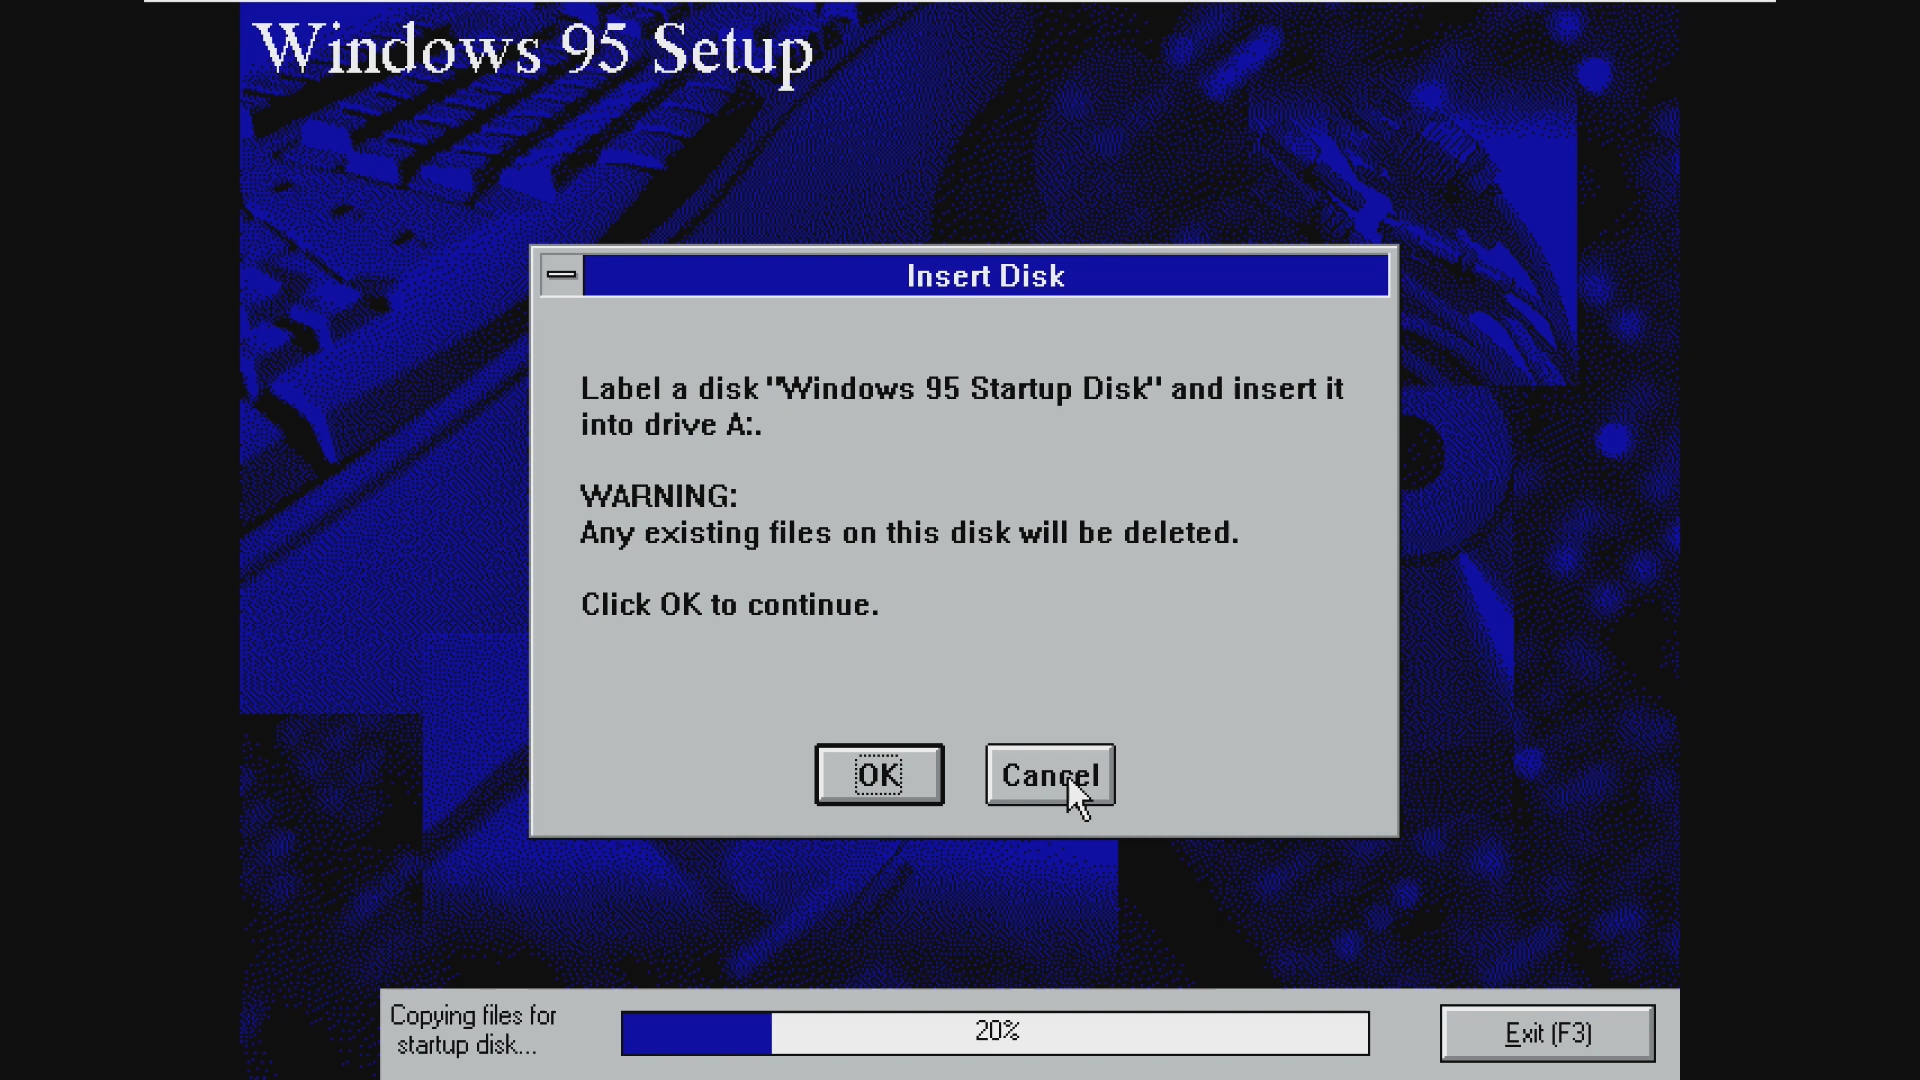 Windows 95 Setup
Insert Disk
Label a disk "Windows 95 Startup Disk" and insert it
into drive A:.
WARNING:
Any existing files on this disk will be deleted.
Click OK to continue.
OK
Cancel
Copying files for
startup disk...
20%
Exit (F3)